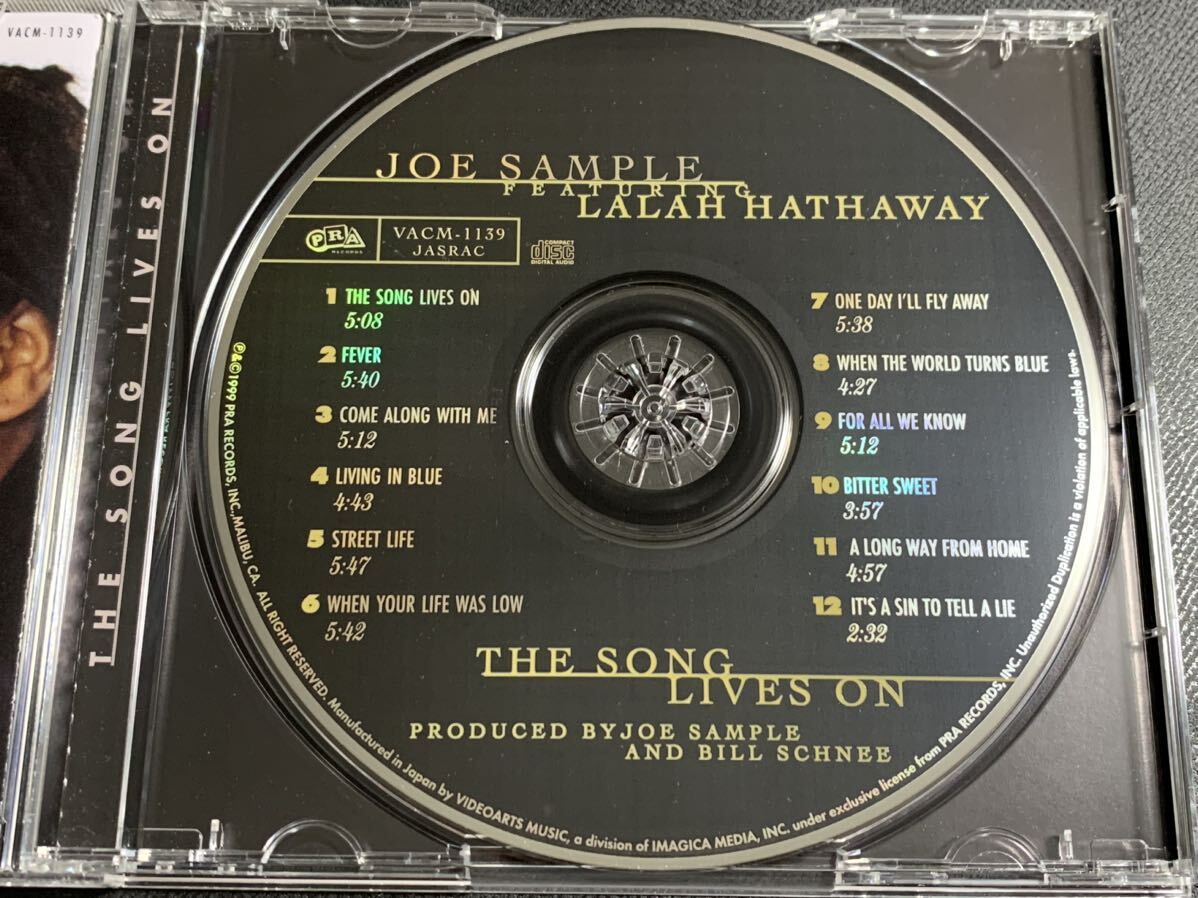 VACM-1139
THE SONG LIVES ON
JOE SAMPLE
FEATURING
LALAH HATHAWAY
PRA
RECORDS
VACM-1139
JASRAC
COMPACT
disc
DIGITAL AUDIO
1 THE SONG LIVES ON
5:08
2 FEVER
5:40
3 COME ALONG WITH ME
5:12
4 LIVING IN BLUE
4:43
5 STREET LIFE
5:47
6 WHEN YOUR LIFE WAS LOW
5:42
7 ONE DAY I'LL FLY AWAY
5:38
8 WHEN THE WORLD TURNS BLUE
4:27
9 FOR ALL WE KNOW
5:12
10 BITTER SWEET
3:57
11 A LONG WAY FROM HOME
4:57
12 IT'S A SIN TO TELL A LIE
2:32
THE SONG
LIVES ON
PRODUCED BYJOE SAMPLE
AND BILL SCHNEE
℗&©1999 PRA RECORDS, INC.,MALIBU, CA. ALL RIGHT RESERVED. Manufactured in Japan by VIDEOARTS MUSIC, a division of IMAGICA MEDIA, INC. under exclusive license from PRA RECORDS, INC. Unauthorized Duplication is a violation of applicable laws.